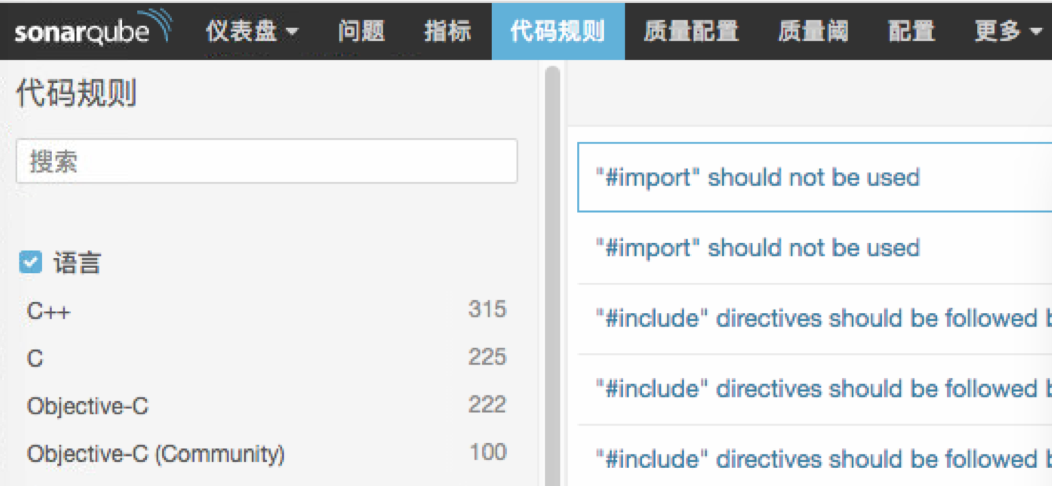 sonarqube 仪表盘 问题 指标 代码规则 质量配置 质量阈 配置 更多
代码规则
搜索
语言
C++ 315
C 225
Objective-C 222
Objective-C (Community) 100
"#import" should not be used
"#import" should not be used
"#include" directives should be followed b
"#include" directives should be followed b
"#include" directives should be followed b